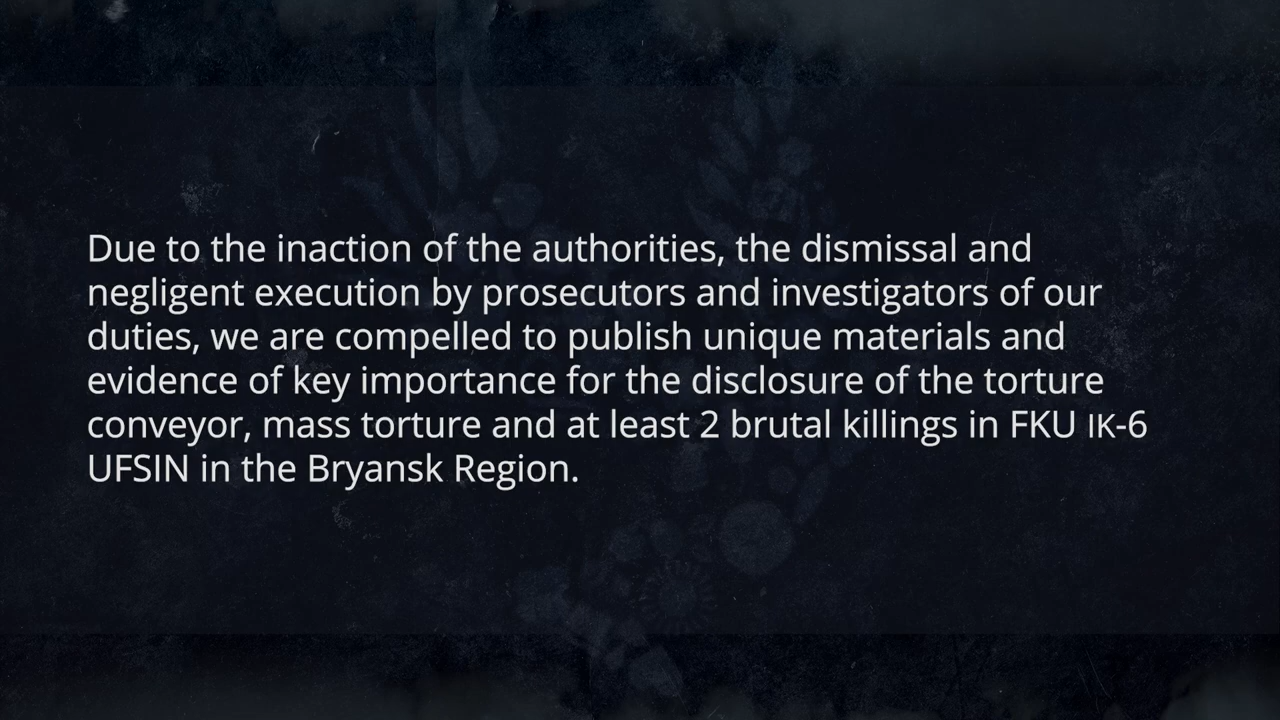 Due to the inaction of the authorities, the dismissal and
negligent execution by prosecutors and investigators of our
duties, we are compelled to publish unique materials and
evidence of key importance for the disclosure of the torture
conveyor, mass torture and at least 2 brutal killings in FKU IK-6
UFSIN in the Bryansk Region.